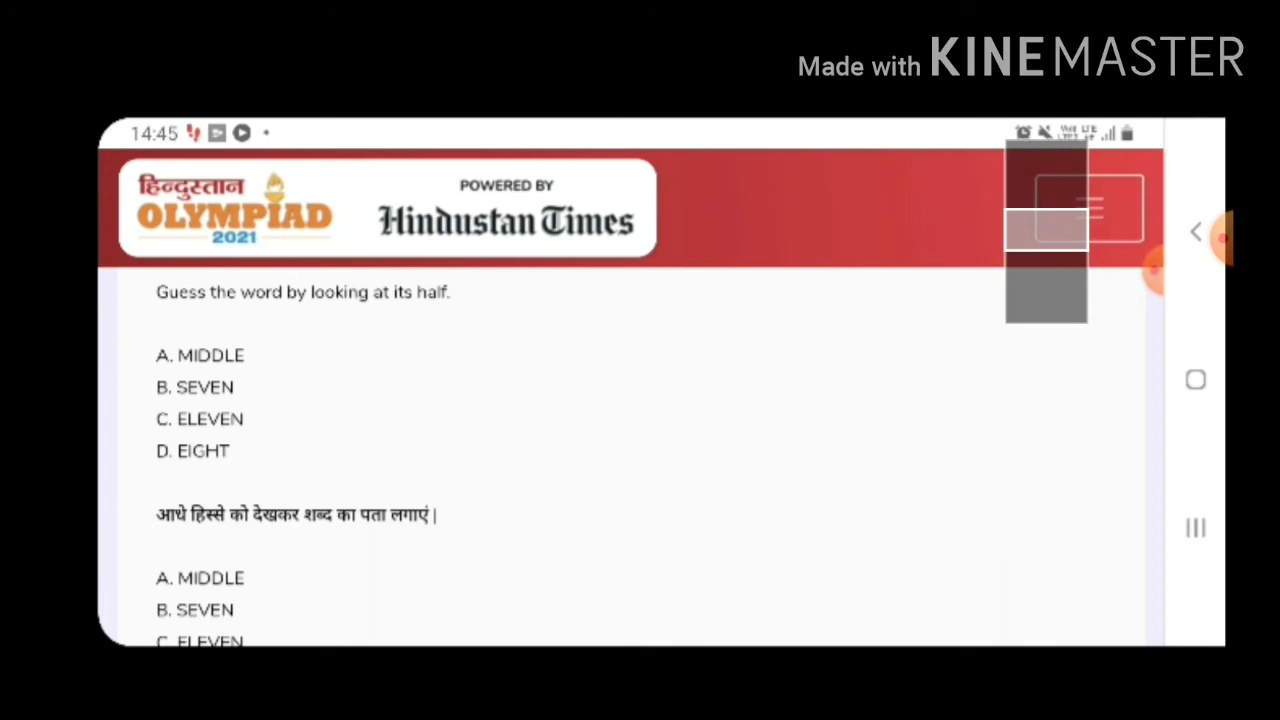 Made with KINEMASTER
14:45
हिन्दुस्तान
OLYMPIAD
2021
POWERED BY
Hindustan Times
Guess the word by looking at its half.
A. MIDDLE
B. SEVEN
C. ELEVEN
D. EIGHT
आधे हिस्से को देखकर शब्द का पता लगाएं |
A. MIDDLE
B. SEVEN
C. ELEVEN